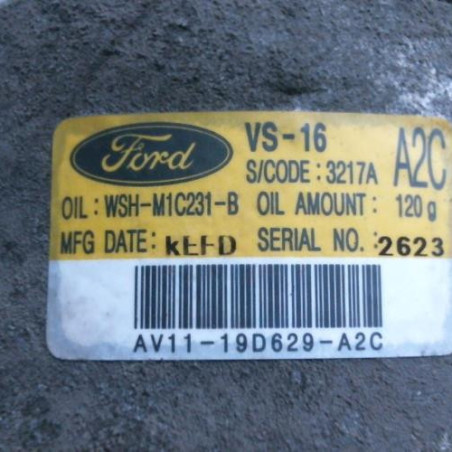 Ford VS-16 A2C
S/CODE : 3217A
OIL : WSH-M1C231-B OIL AMOUNT : 120 g
MFG DATE : KEFD SERIAL NO. : 2623
AV11-19D629-A2C